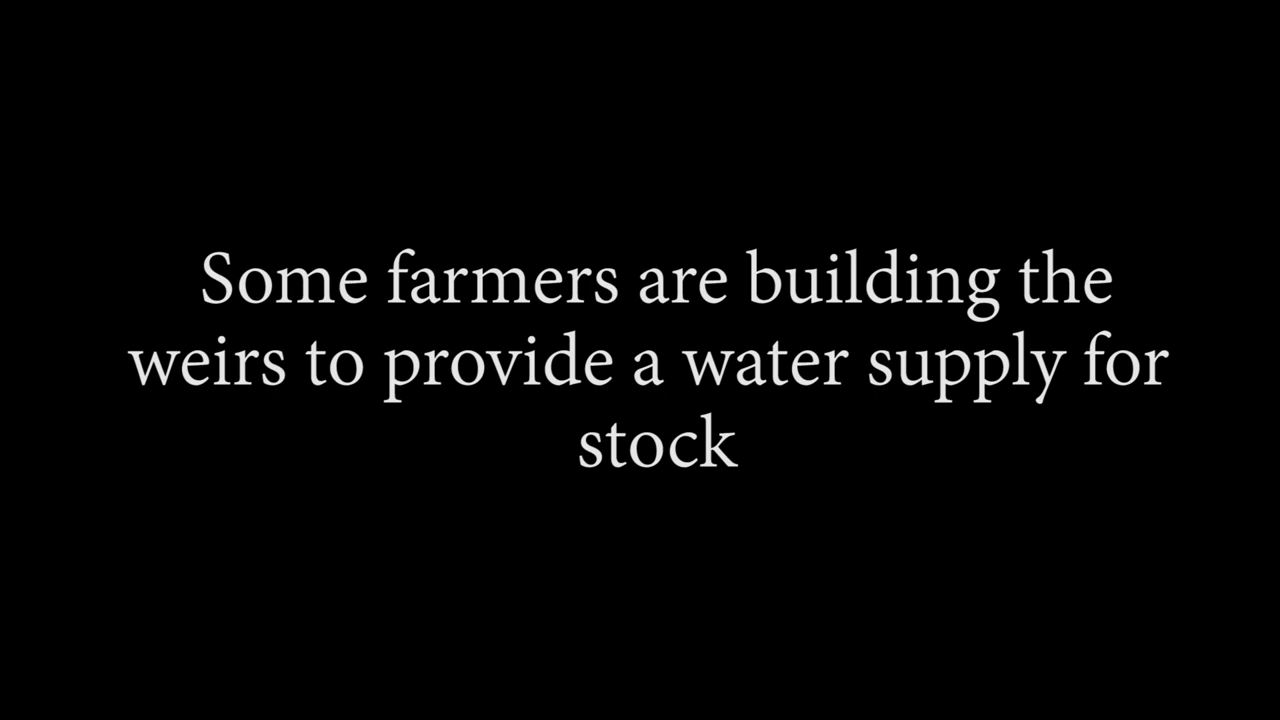 Some farmers are building the
weirs to provide a water supply for
stock